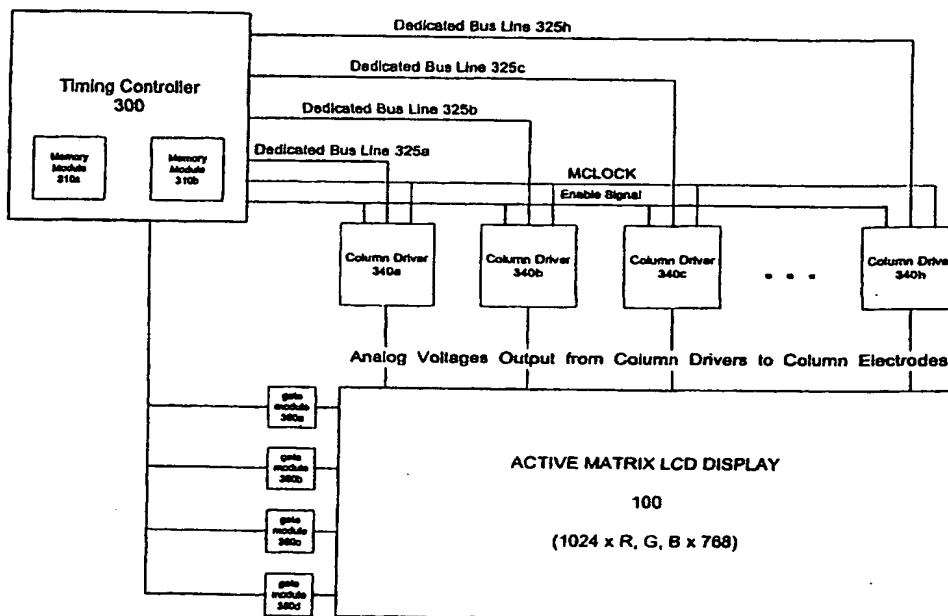 Dedicated Bus Line 325h
Dedicated Bus Line 325c
Timing Controller
300
Dedicated Bus Line 325b
Dedicated Bus Line 325a
Memory
Module
310a
Memory
Module
310b
MCLOCK
Enable Signal
Column Driver
340a
Column Driver
340b
Column Driver
340c
. . .
Column Driver
340h
Analog Voltages Output from Column Drivers to Column Electrodes
gate
module
360a
gate
module
360b
gate
module
360c
gate
module
360d
ACTIVE MATRIX LCD DISPLAY
100
(1024 x R, G, B x 768)